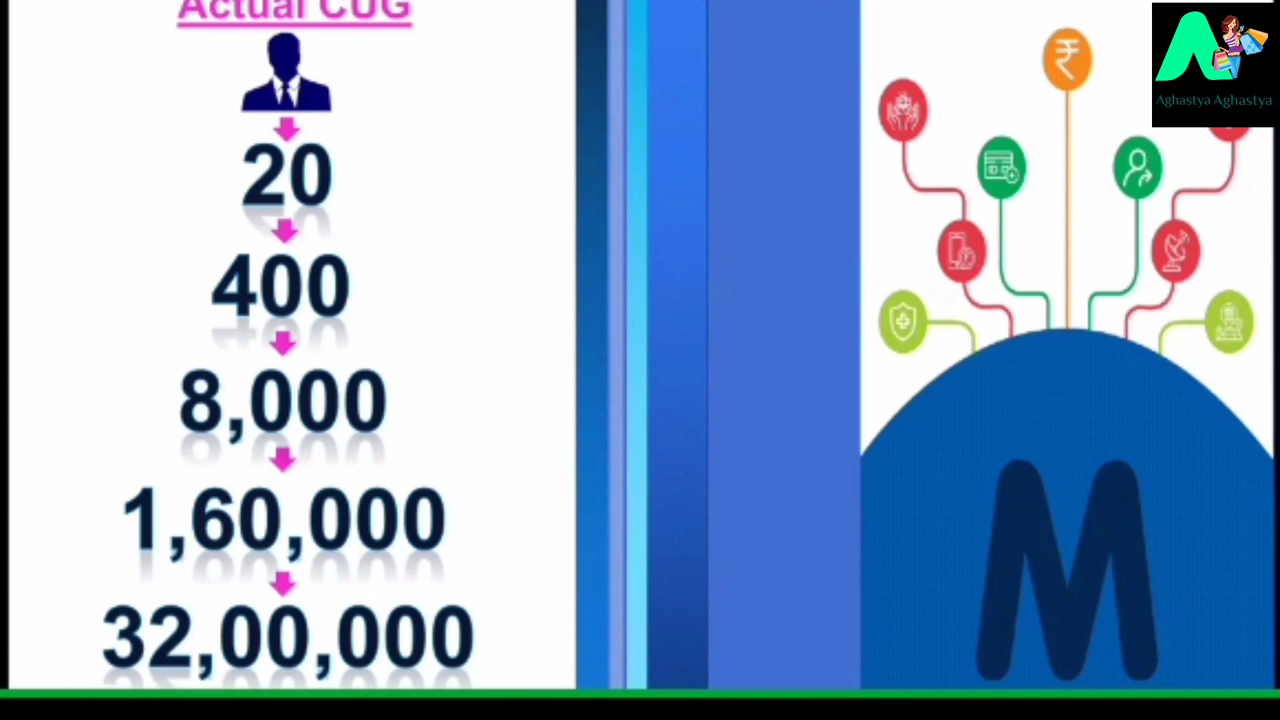 Actual CUG
20
400
8,000
1,60,000
32,00,000
₹
M
Aghastya Aghastya